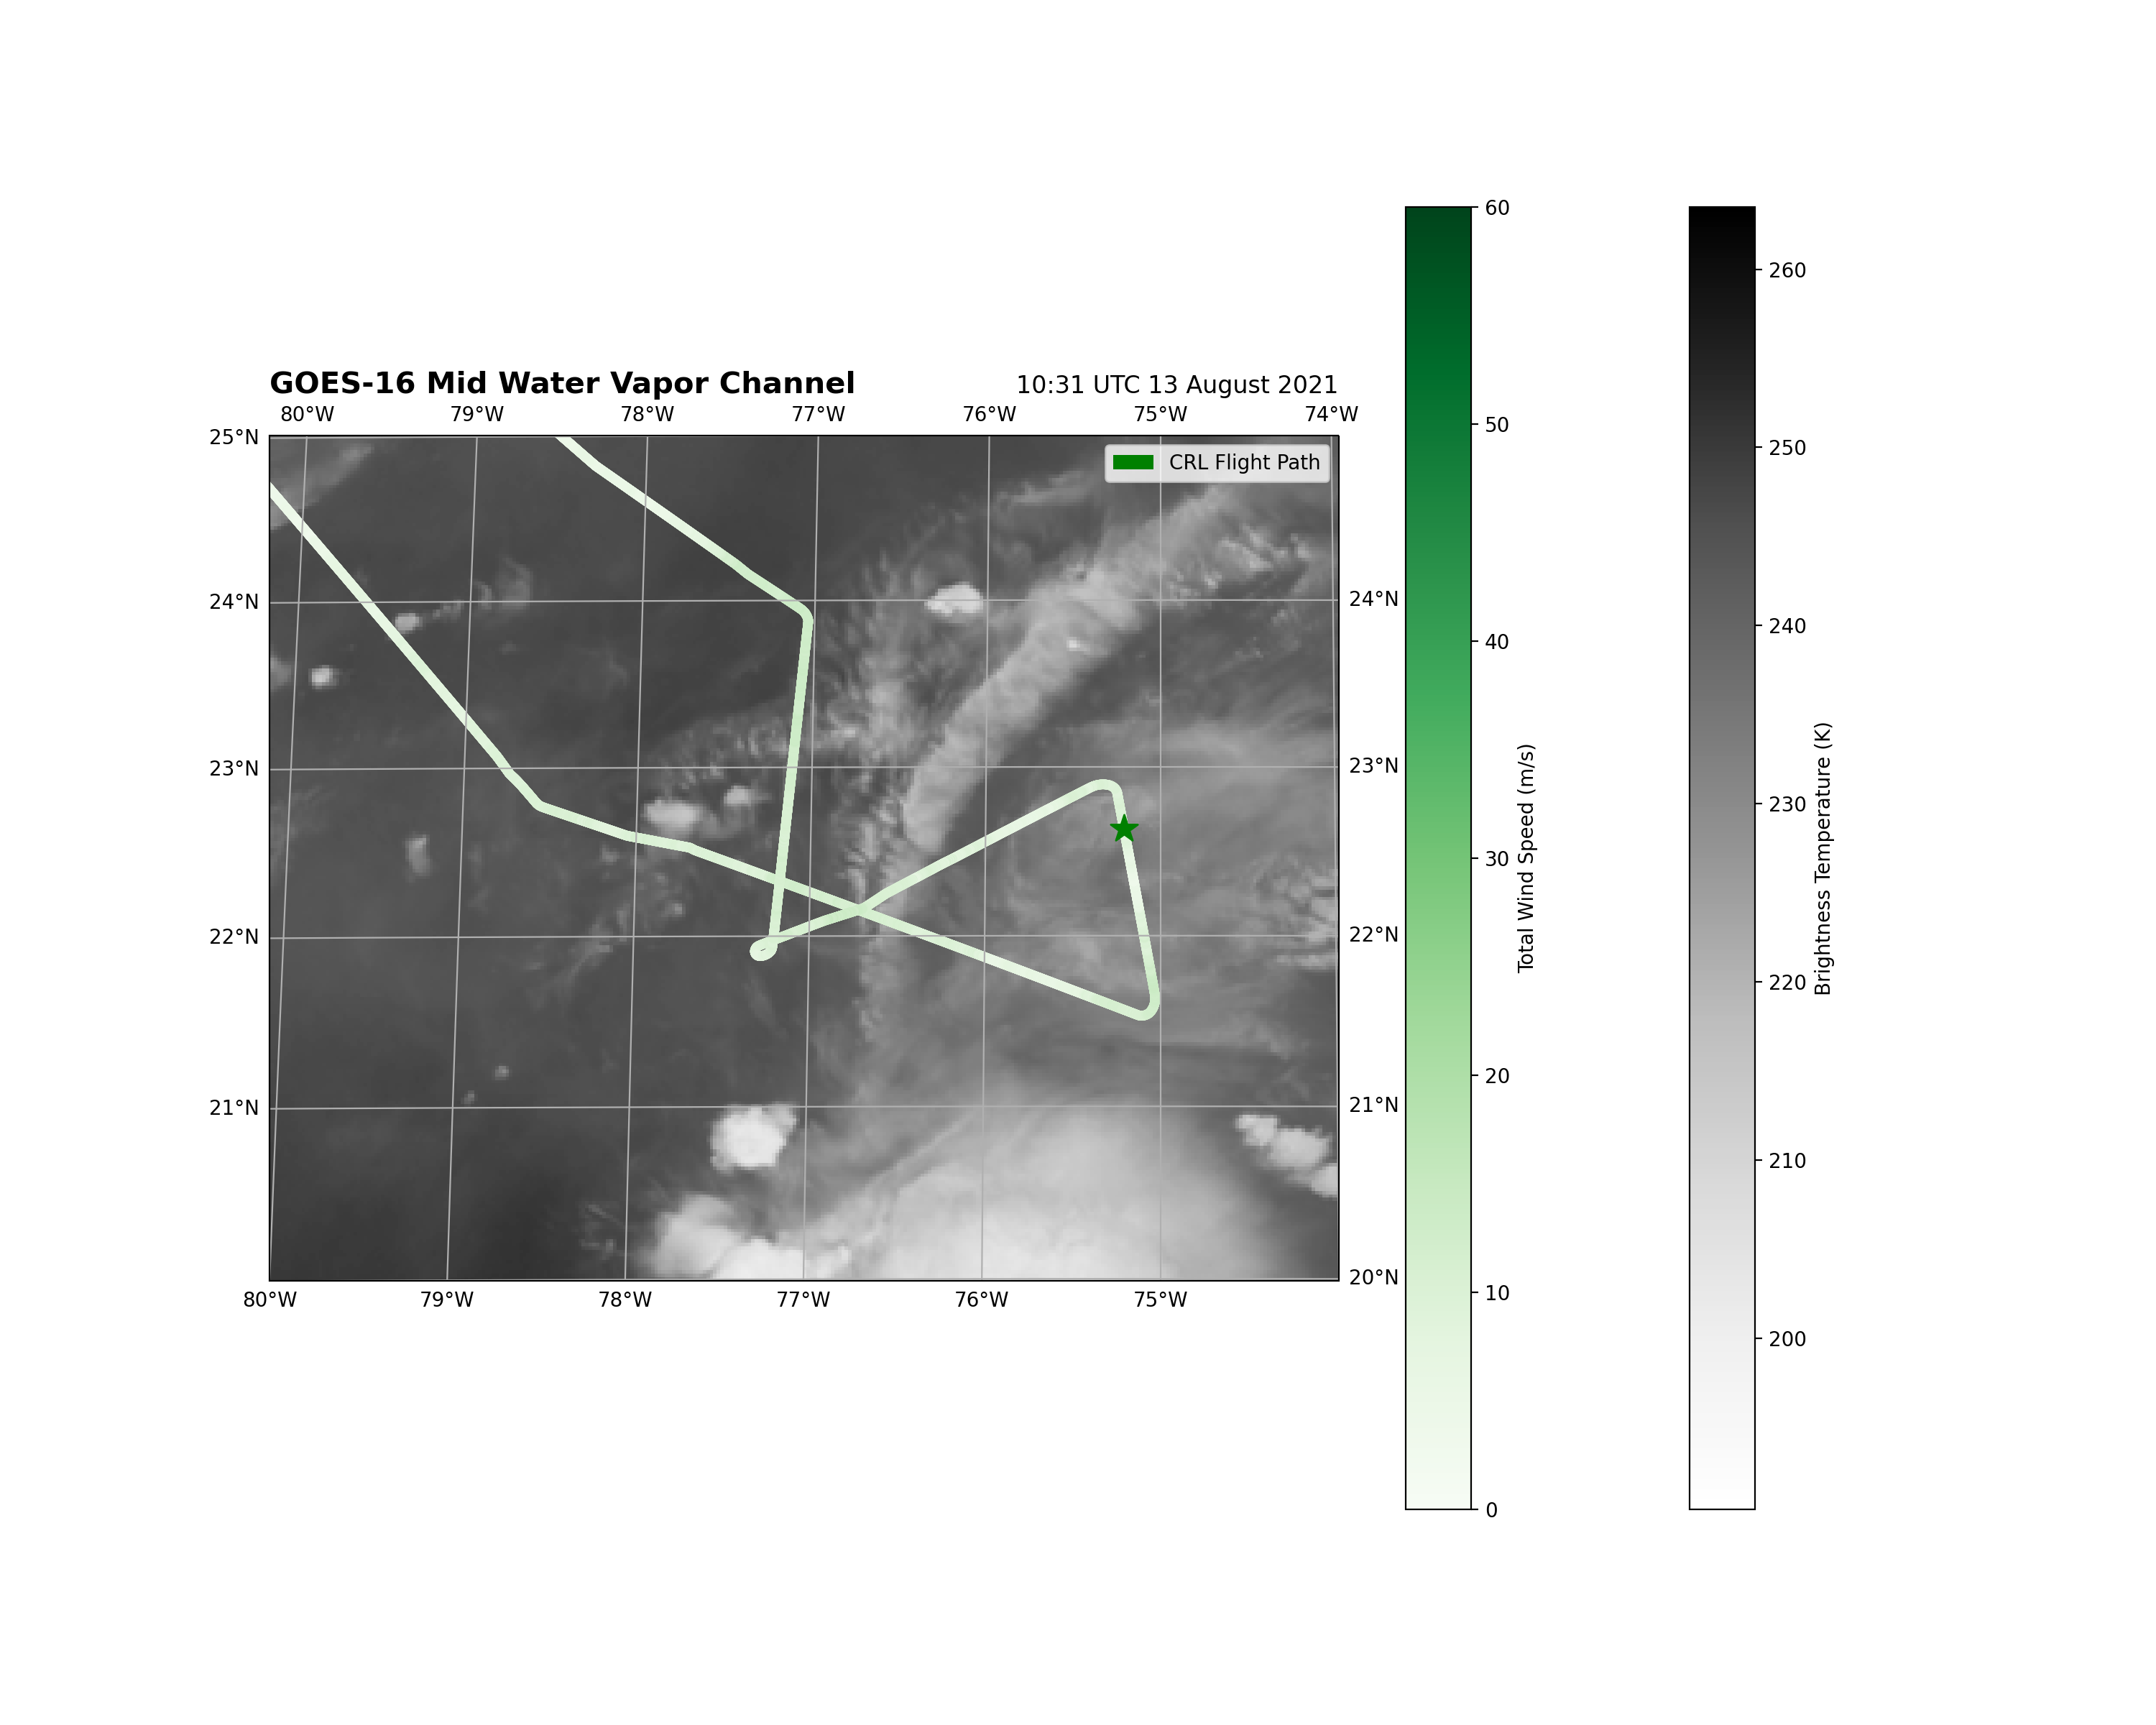 GOES-16 Mid Water Vapor Channel
10:31 UTC 13 August 2021
80°W 79°W 78°W 77°W 76°W 75°W 74°W
25°N
CRL Flight Path
24°N 24°N
23°N 23°N
22°N 22°N
21°N 21°N
20°N
80°W 79°W 78°W 77°W 76°W 75°W
60
50
40
30
20
10
0
Total Wind Speed (m/s)
260
250
240
230
220
210
200
Brightness Temperature (K)